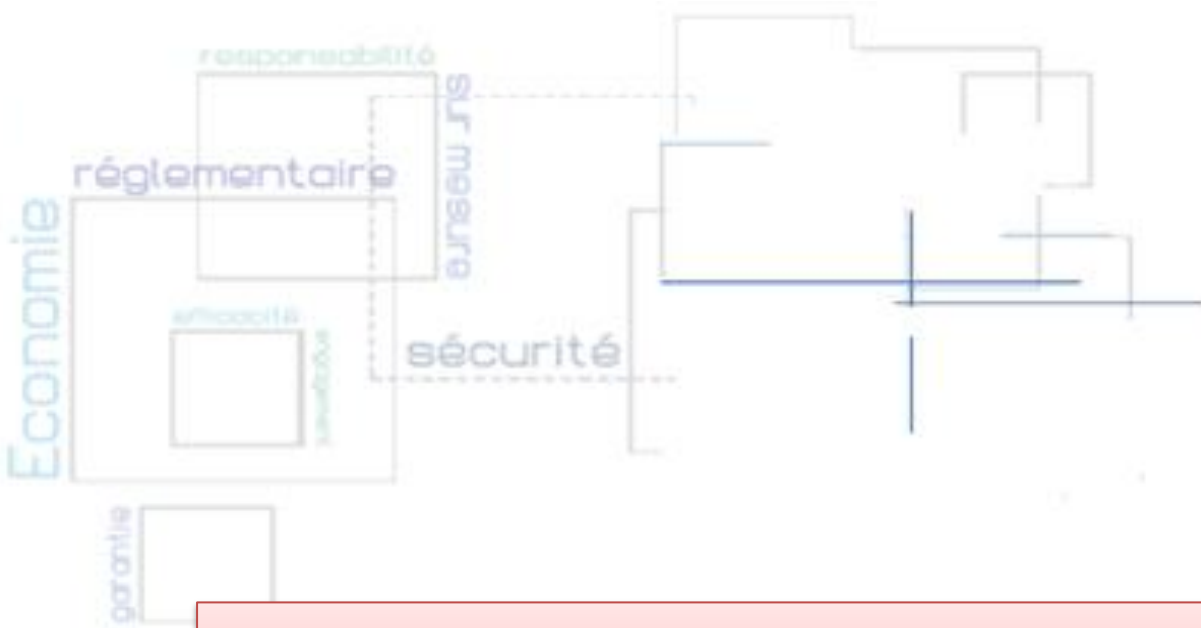 responsabilité
sur mesure
réglementaire
Economie
efficacité
sécurité
garantie